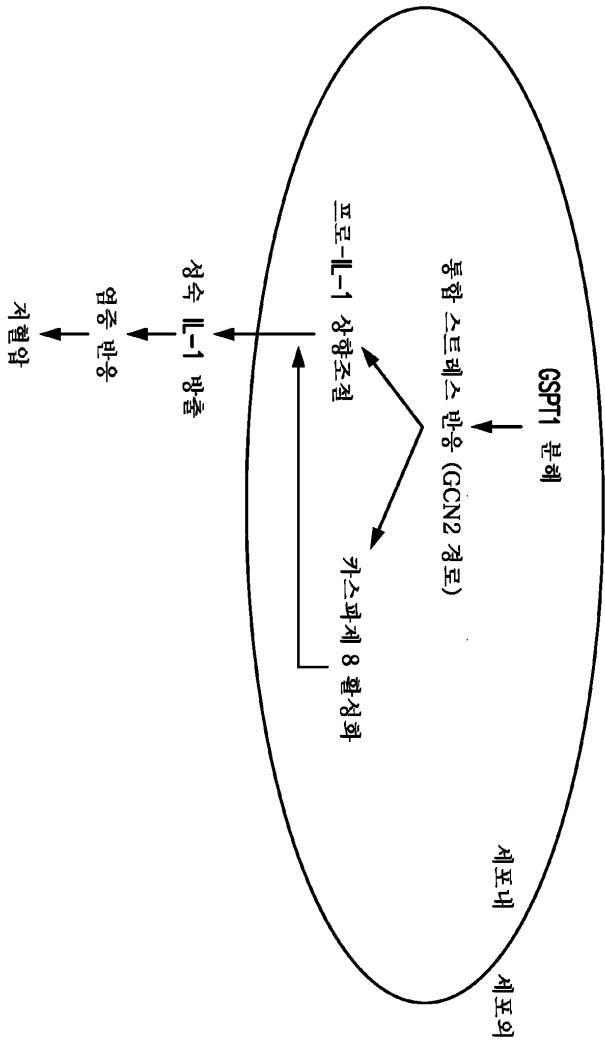 GSPT1 분해
통합 스트레스 반응 (GCN2 경로)
프로-IL-1 상향조절
카스파제 8 활성화
성숙 IL-1 방출
염증 반응
저혈압
세포내
세포외